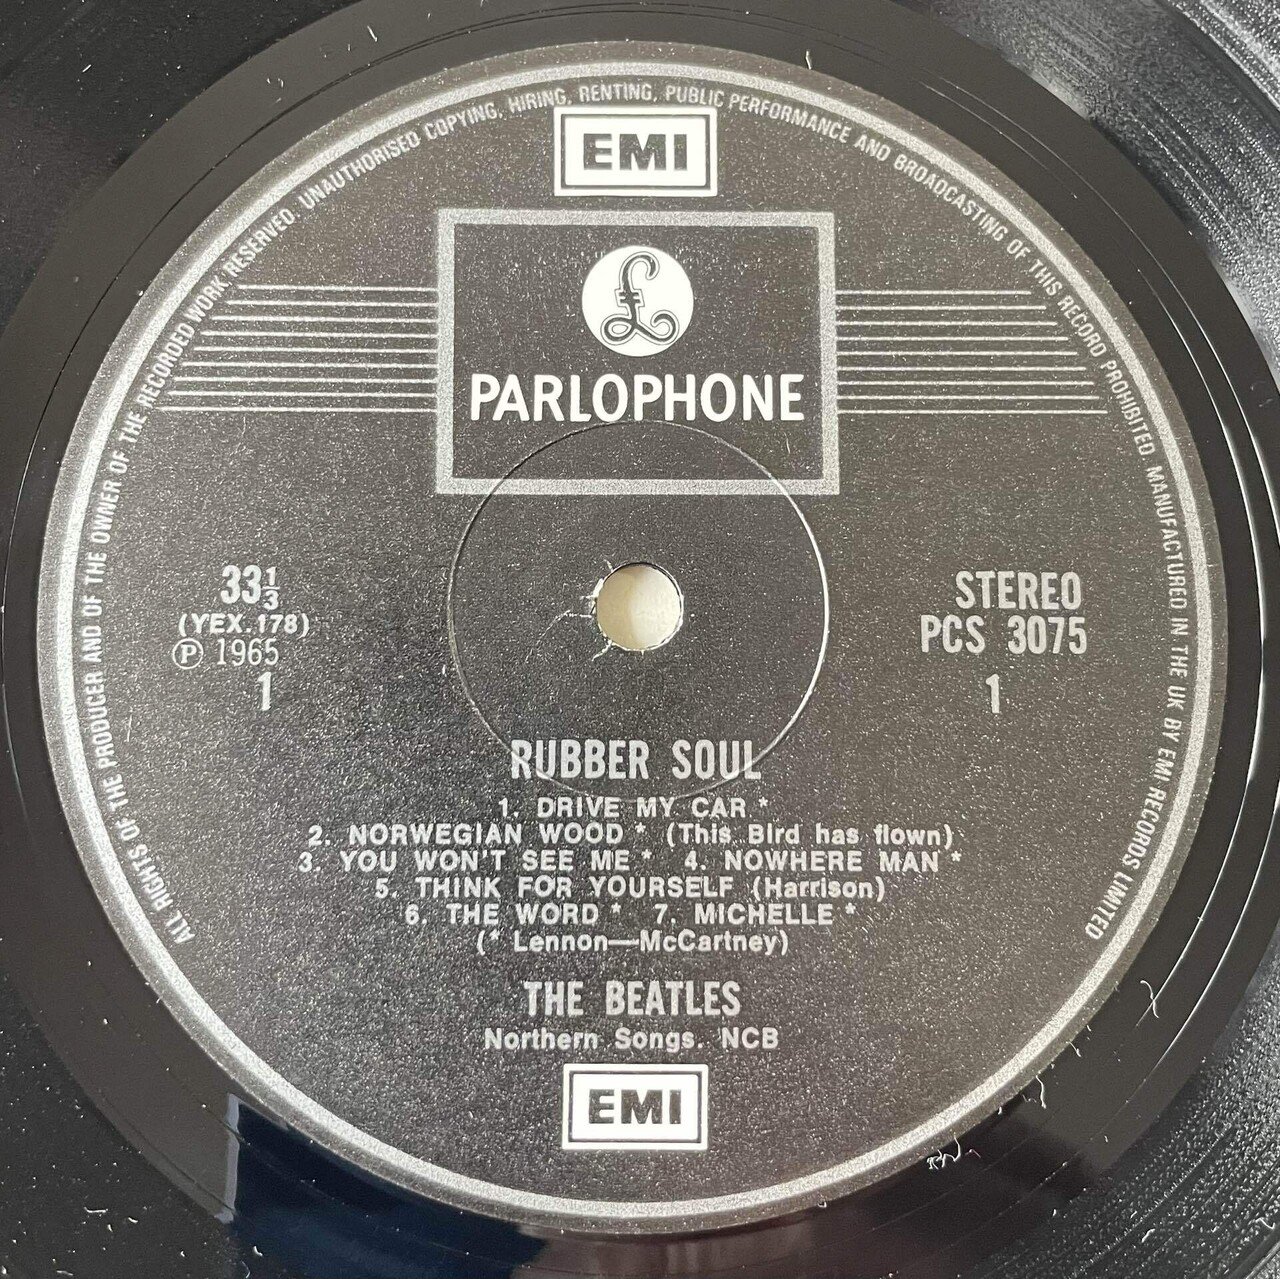 ALL RIGHTS OF THE PRODUCER AND OF THE OWNER OF THE RECORDED WORK RESERVED. UNAUTHORISED COPYING, HIRING, RENTING, PUBLIC PERFORMANCE AND BROADCASTING OF THIS RECORD PROHIBITED MANUFACTURED IN THE UK BY EMI RECORDS LIMITED
EMI
£
PARLOPHONE
33⅓
(YEX.178)
Ⓟ 1965
1
STEREO
PCS 3075
1
RUBBER SOUL
1. DRIVE MY CAR *
2. NORWEGIAN WOOD * (This Bird has flown)
3. YOU WON'T SEE ME * 4. NOWHERE MAN *
5. THINK FOR YOURSELF (Harrison)
6. THE WORD * 7. MICHELLE *
(* Lennon—McCartney)
THE BEATLES
Northern Songs. NCB
EMI